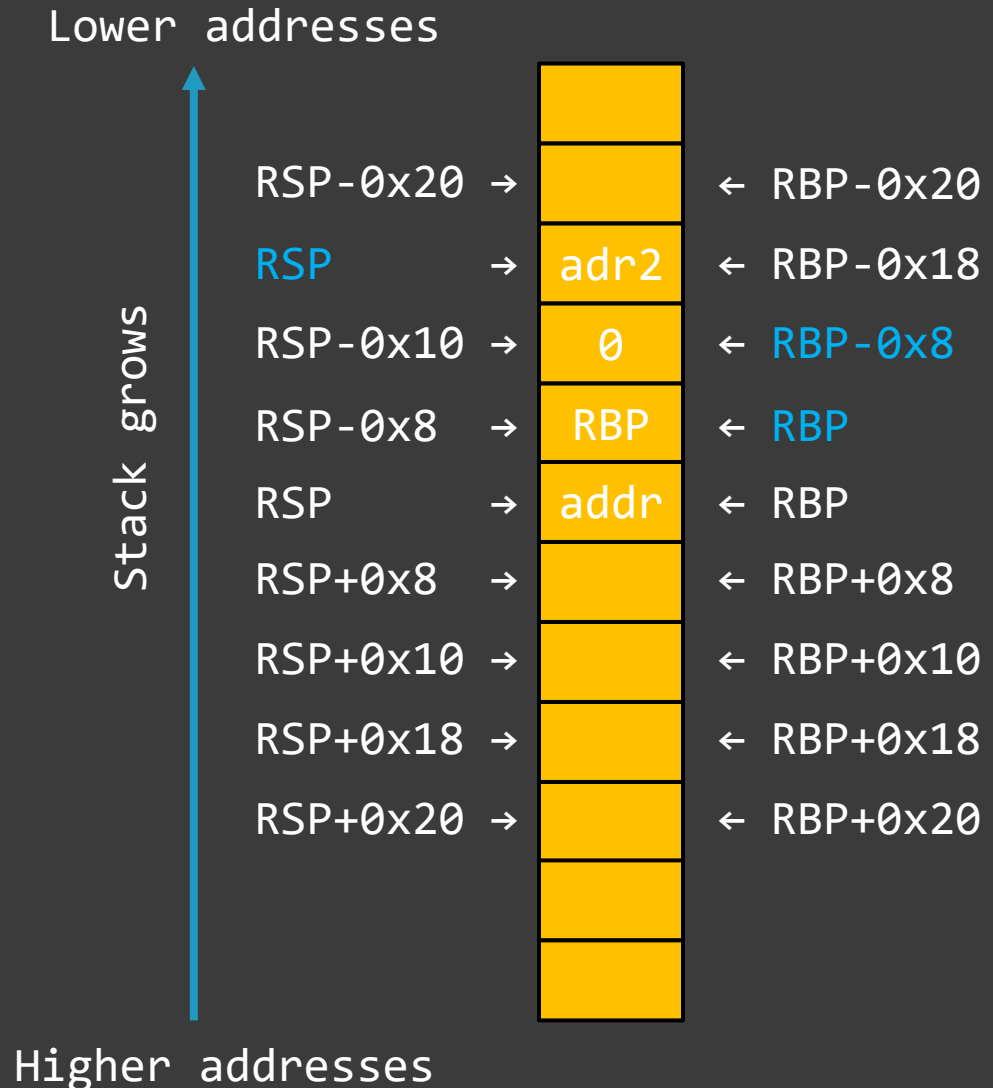 Lower addresses
RSP-0x20 → ← RBP-0x20
RSP → adr2 ← RBP-0x18
RSP-0x10 → 0 ← RBP-0x8
RSP-0x8 → RBP ← RBP
RSP → addr ← RBP
RSP+0x8 → ← RBP+0x8
RSP+0x10 → ← RBP+0x10
RSP+0x18 → ← RBP+0x18
RSP+0x20 → ← RBP+0x20
Stack grows
Higher addresses